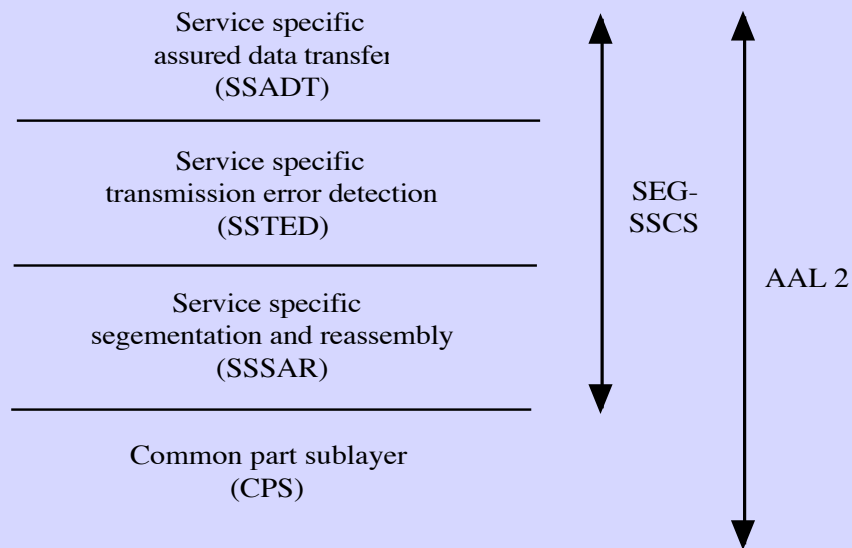 Service specific
assured data transfer
(SSADT)
Service specific
transmission error detection
(SSTED)
SEG-
SSCS
AAL 2
Service specific
segementation and reassembly
(SSSAR)
Common part sublayer
(CPS)